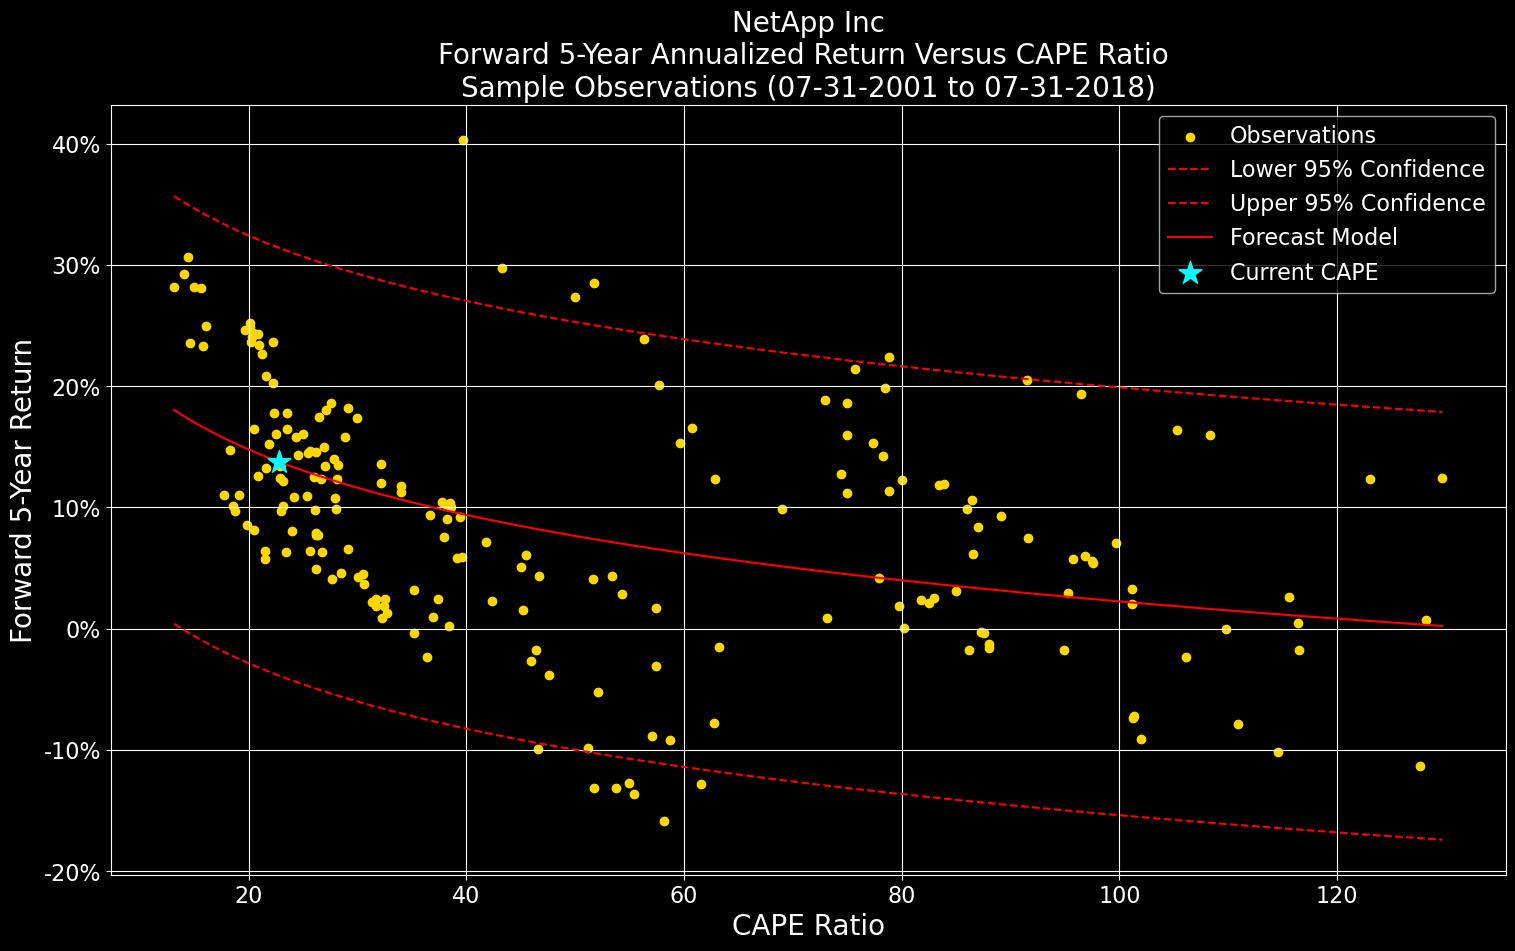 NetApp Inc
Forward 5-Year Annualized Return Versus CAPE Ratio
Sample Observations (07-31-2001 to 07-31-2018)
Observations
Lower 95% Confidence
Upper 95% Confidence
Forecast Model
Current CAPE
Forward 5-Year Return
40%
30%
20%
10%
0%
-10%
-20%
20 40 60 80 100 120
CAPE Ratio